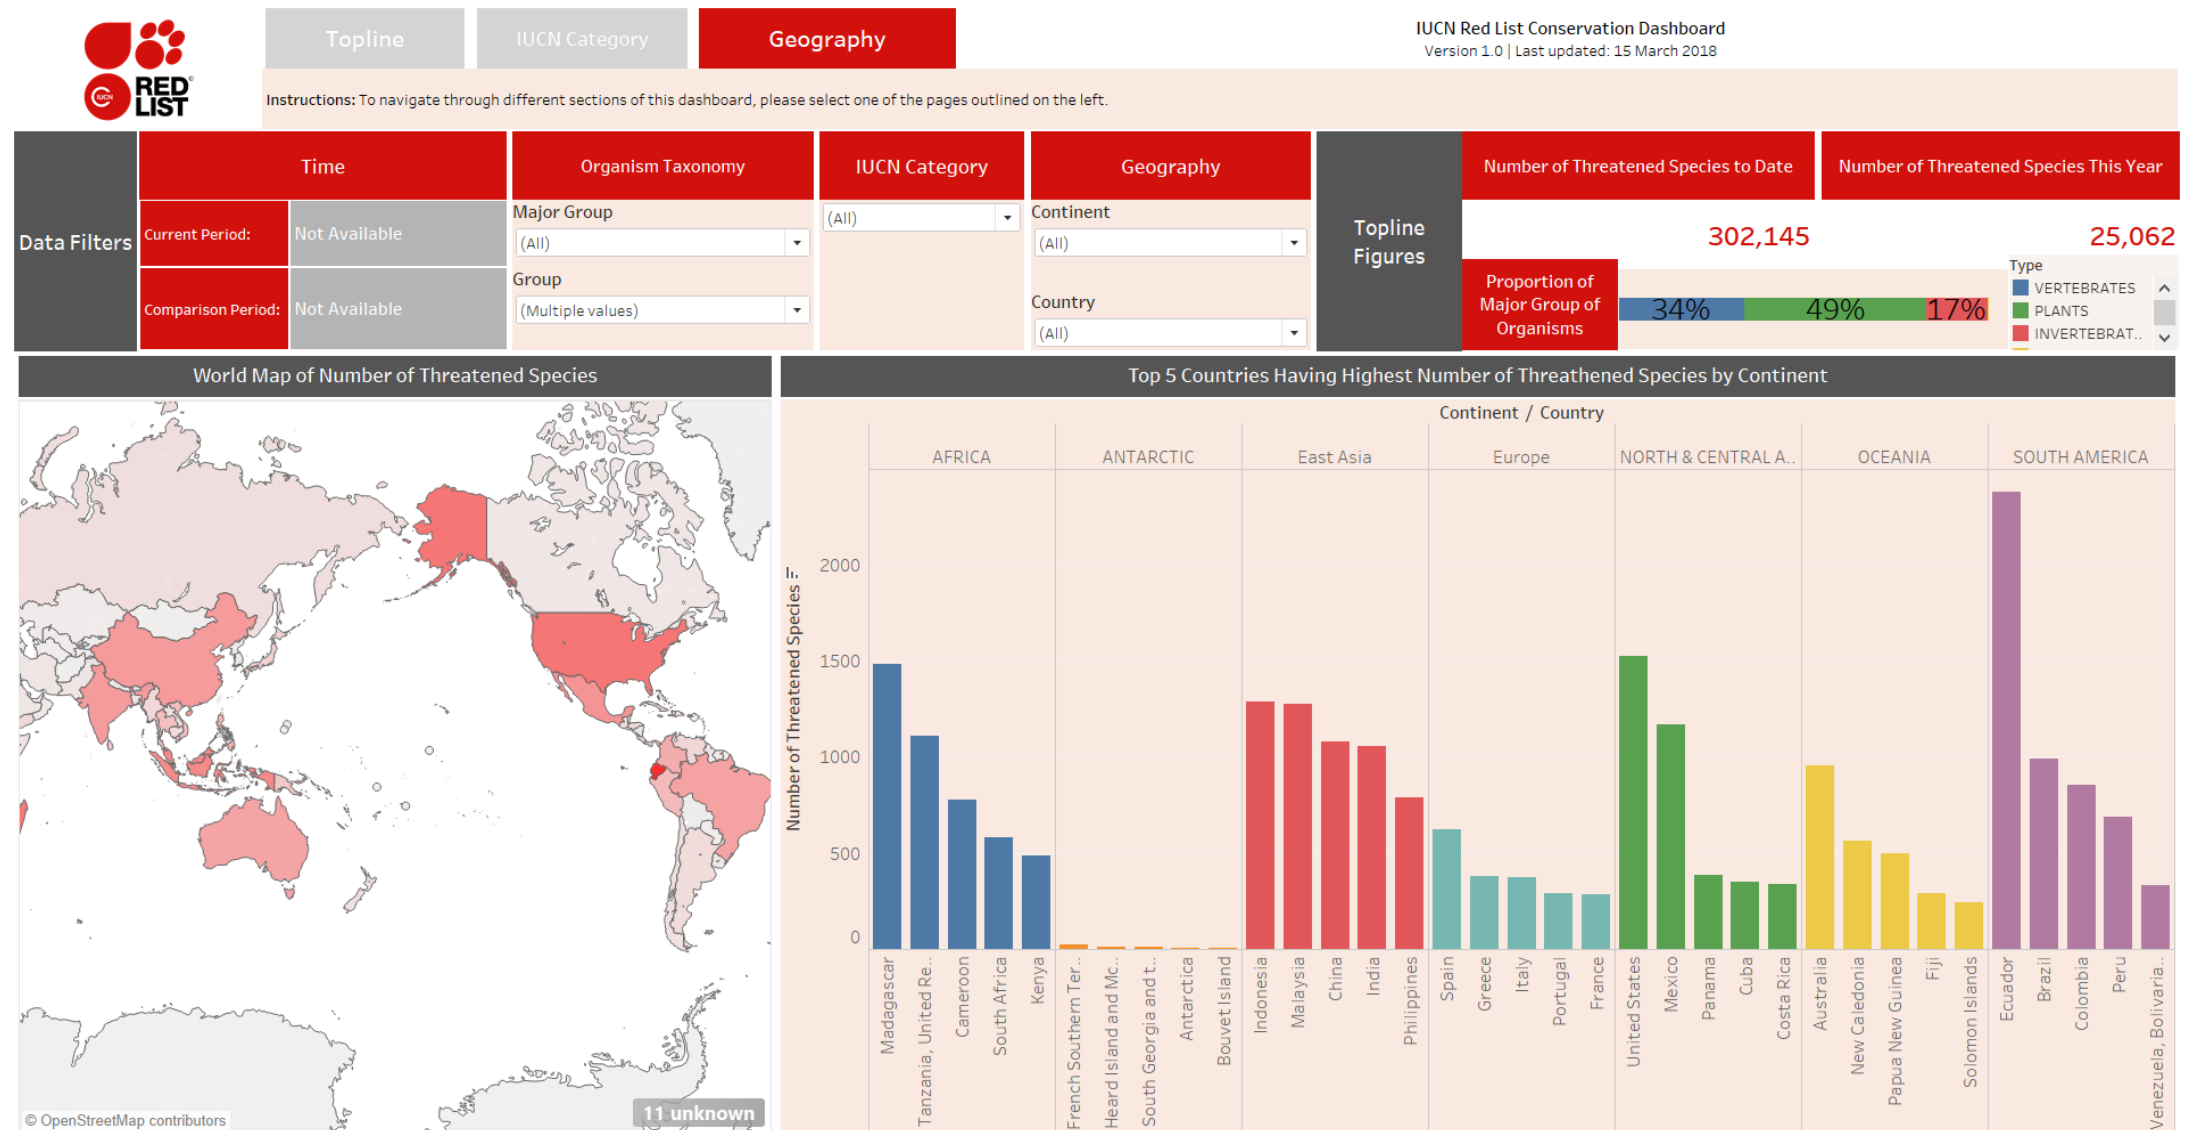 IUCN
RED
LIST
Topline
IUCN Category
Geography
IUCN Red List Conservation Dashboard
Version 1.0 | Last updated: 15 March 2018
Instructions: To navigate through different sections of this dashboard, please select one of the pages outlined on the left.
Data Filters
Time
Current Period:
Not Available
Comparison Period:
Not Available
Organism Taxonomy
Major Group
(All)
Group
(Multiple values)
IUCN Category
(All)
Geography
Continent
(All)
Country
(All)
Topline
Figures
Number of Threatened Species to Date
302,145
Number of Threatened Species This Year
25,062
Proportion of
Major Group of
Organisms
34% 49% 17%
Type
VERTEBRATES
PLANTS
INVERTEBRAT..
World Map of Number of Threatened Species
© OpenStreetMap contributors
11 unknown
Top 5 Countries Having Highest Number of Threathened Species by Continent
Continent / Country
AFRICA ANTARCTIC East Asia Europe NORTH & CENTRAL A.. OCEANIA SOUTH AMERICA
Number of Threatened Species
2000
1500
1000
500
0
Madagascar
Tanzania, United Re..
Cameroon
South Africa
Kenya
French Southern Ter..
Heard Island and Mc..
South Georgia and t..
Antarctica
Bouvet Island
Indonesia
Malaysia
China
India
Philippines
Spain
Greece
Italy
Portugal
France
United States
Mexico
Panama
Cuba
Costa Rica
Australia
New Caledonia
Papua New Guinea
Fiji
Solomon Islands
Ecuador
Brazil
Colombia
Peru
Venezuela, Bolivaria..